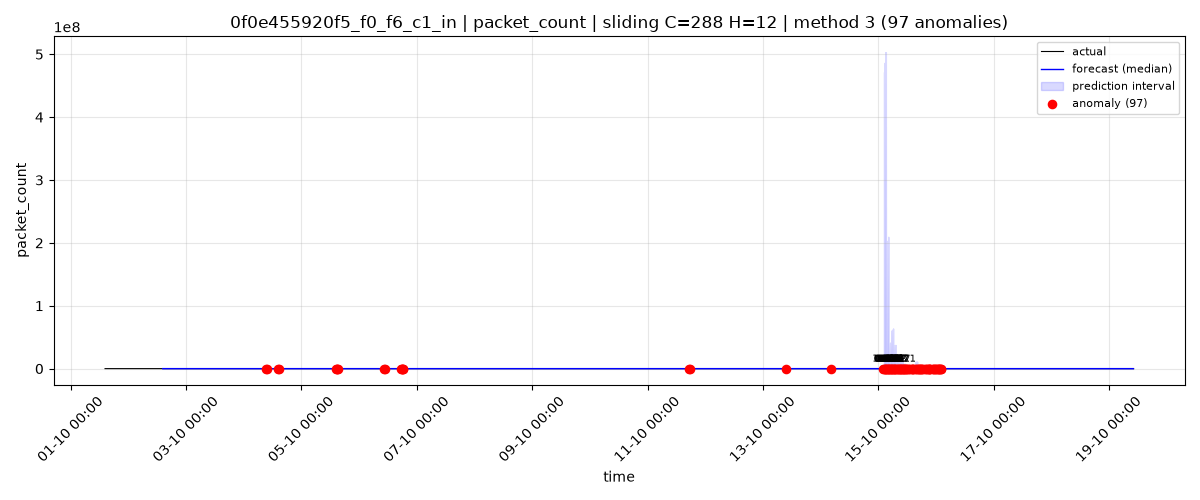 0f0e455920f5_f0_f6_c1_in | packet_count | sliding C=288 H=12 | method 3 (97 anomalies)
1e8
actual
forecast (median)
prediction interval
anomaly (97)
packet_count
5
4
3
2
1
0
01-10 00:00
03-10 00:00
05-10 00:00
07-10 00:00
09-10 00:00
11-10 00:00
13-10 00:00
15-10 00:00
17-10 00:00
19-10 00:00
time